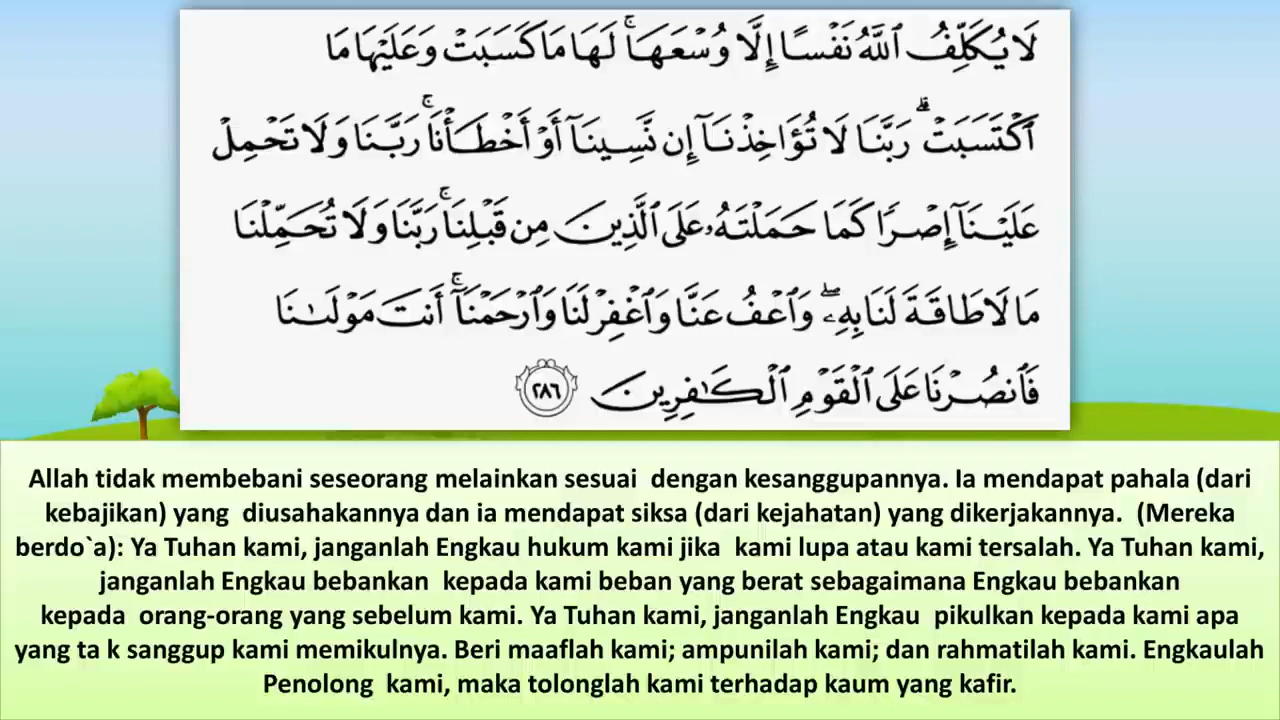 لَا يُكَلِّفُ ٱللَّهُ نَفْسًا إِلَّا وُسْعَهَا ۚ لَهَا مَا كَسَبَتْ وَعَلَيْهَا مَا
ٱكْتَسَبَتْ ۗ رَبَّنَا لَا تُؤَاخِذْنَآ إِن نَّسِينَآ أَوْ أَخْطَأْنَا ۚ رَبَّنَا وَلَا تَحْمِلْ
عَلَيْنَآ إِصْرًا كَمَا حَمَلْتَهُۥ عَلَى ٱلَّذِينَ مِن قَبْلِنَا ۚ رَبَّنَا وَلَا تُحَمِّلْنَا
مَا لَا طَاقَةَ لَنَا بِهِۦ ۖ وَٱعْفُ عَنَّا وَٱغْفِرْ لَنَا وَٱرْحَمْنَآ ۚ أَنتَ مَوْلَىٰنَا
فَٱنصُرْنَا عَلَى ٱلْقَوْمِ ٱلْكَٰفِرِينَ ٢٨٦
Allah tidak membebani seseorang melainkan sesuai dengan kesanggupannya. Ia mendapat pahala (dari
kebajikan) yang diusahakannya dan ia mendapat siksa (dari kejahatan) yang dikerjakannya. (Mereka
berdo`a): Ya Tuhan kami, janganlah Engkau hukum kami jika kami lupa atau kami tersalah. Ya Tuhan kami,
janganlah Engkau bebankan kepada kami beban yang berat sebagaimana Engkau bebankan
kepada orang-orang yang sebelum kami. Ya Tuhan kami, janganlah Engkau pikulkan kepada kami apa
yang ta k sanggup kami memikulnya. Beri maaflah kami; ampunilah kami; dan rahmatilah kami. Engkaulah
Penolong kami, maka tolonglah kami terhadap kaum yang kafir.